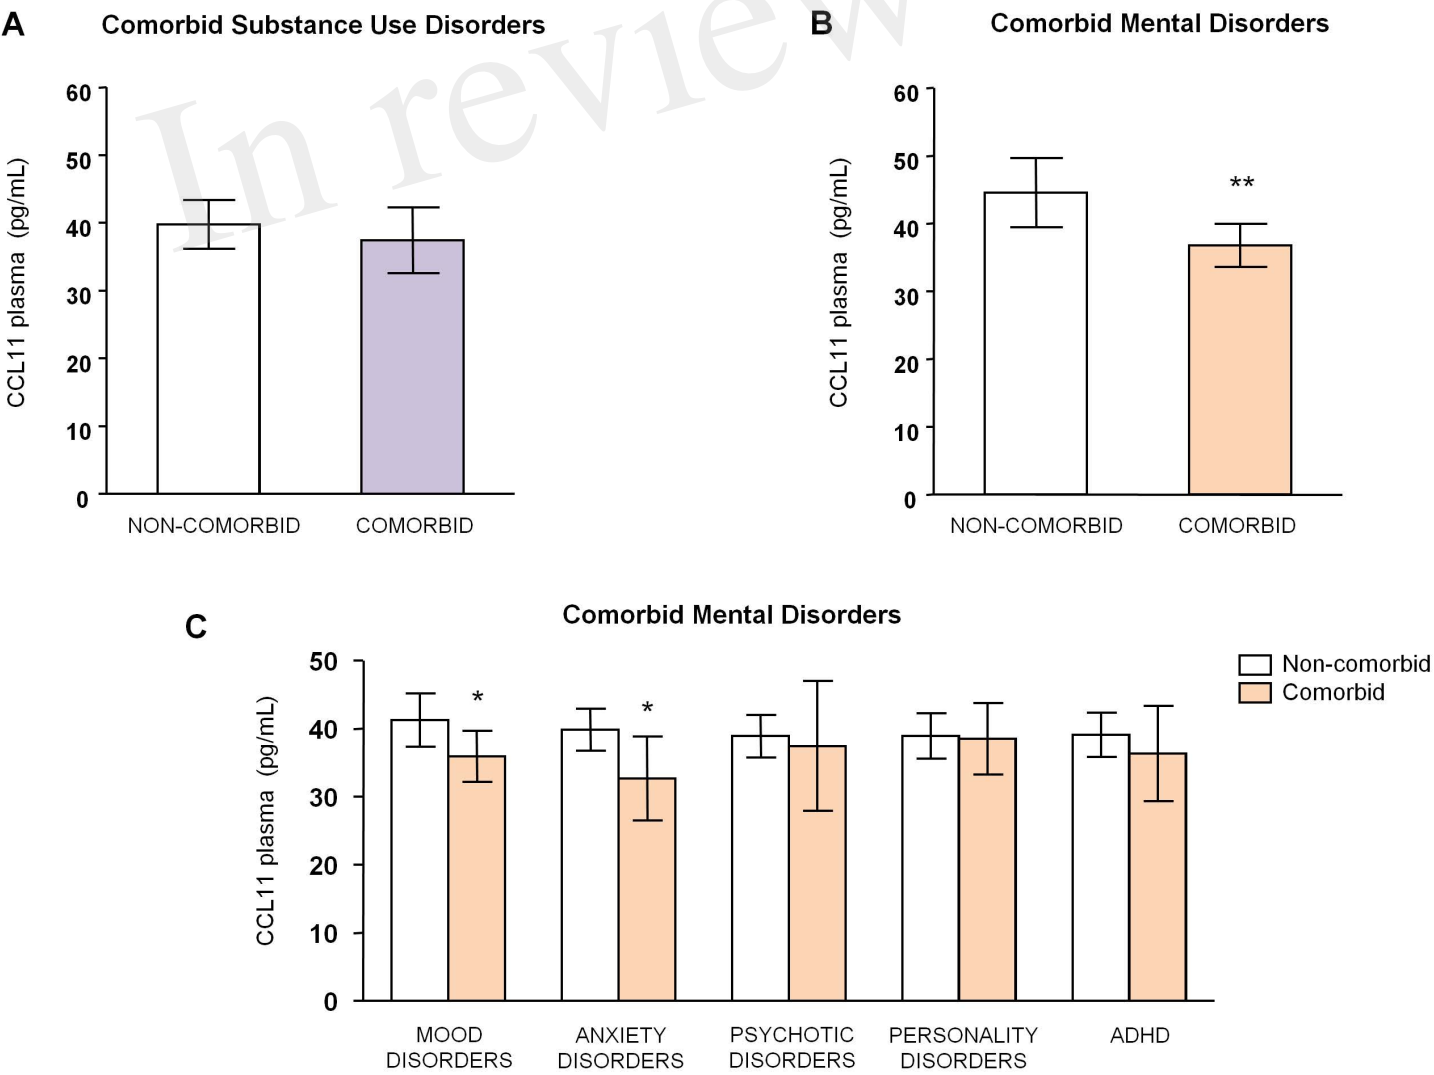 A
Comorbid Substance Use Disorders
In review
60
50
40
30
20
10
0
CCL11 plasma (pg/mL)
NON-COMORBID
COMORBID
B
Comorbid Mental Disorders
60
50
40
30
20
10
0
CCL11 plasma (pg/mL)
**
NON-COMORBID
COMORBID
C
Comorbid Mental Disorders
Non-comorbid
Comorbid
50
40
30
20
10
0
CCL11 plasma (pg/mL)
*
*
MOOD
DISORDERS
ANXIETY
DISORDERS
PSYCHOTIC
DISORDERS
PERSONALITY
DISORDERS
ADHD